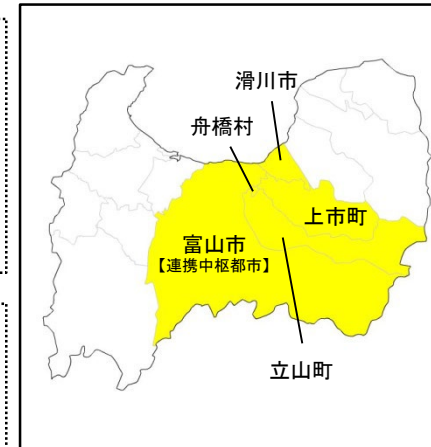 滑川市
舟橋村
上市町
富山市
【連携中枢都市】
立山町